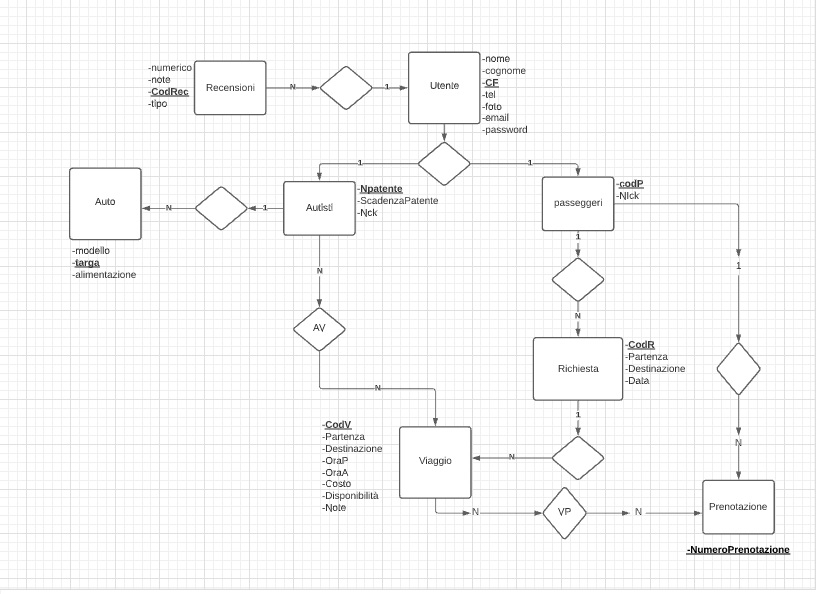 -numerico
-note
-CodRec
-tipo
Recensioni
N
1
Utente
-nome
-cognome
-CF
-tel
-foto
-email
-password
1
1
Auto
-modello
-targa
-alimentazione
N
1
Autisti
-Npatente
-ScadenzaPatente
-Nck
passeggeri
-codP
-NIck
1
N
1
N
AV
N
Richiesta
-CodR
-Partenza
-Destinazione
-Data
1
N
-CodV
-Partenza
-Destinazione
-OraP
-OraA
-Costo
-Disponibilità
-Note
Viaggio
N
VP
N
N
Prenotazione
-NumeroPrenotazione